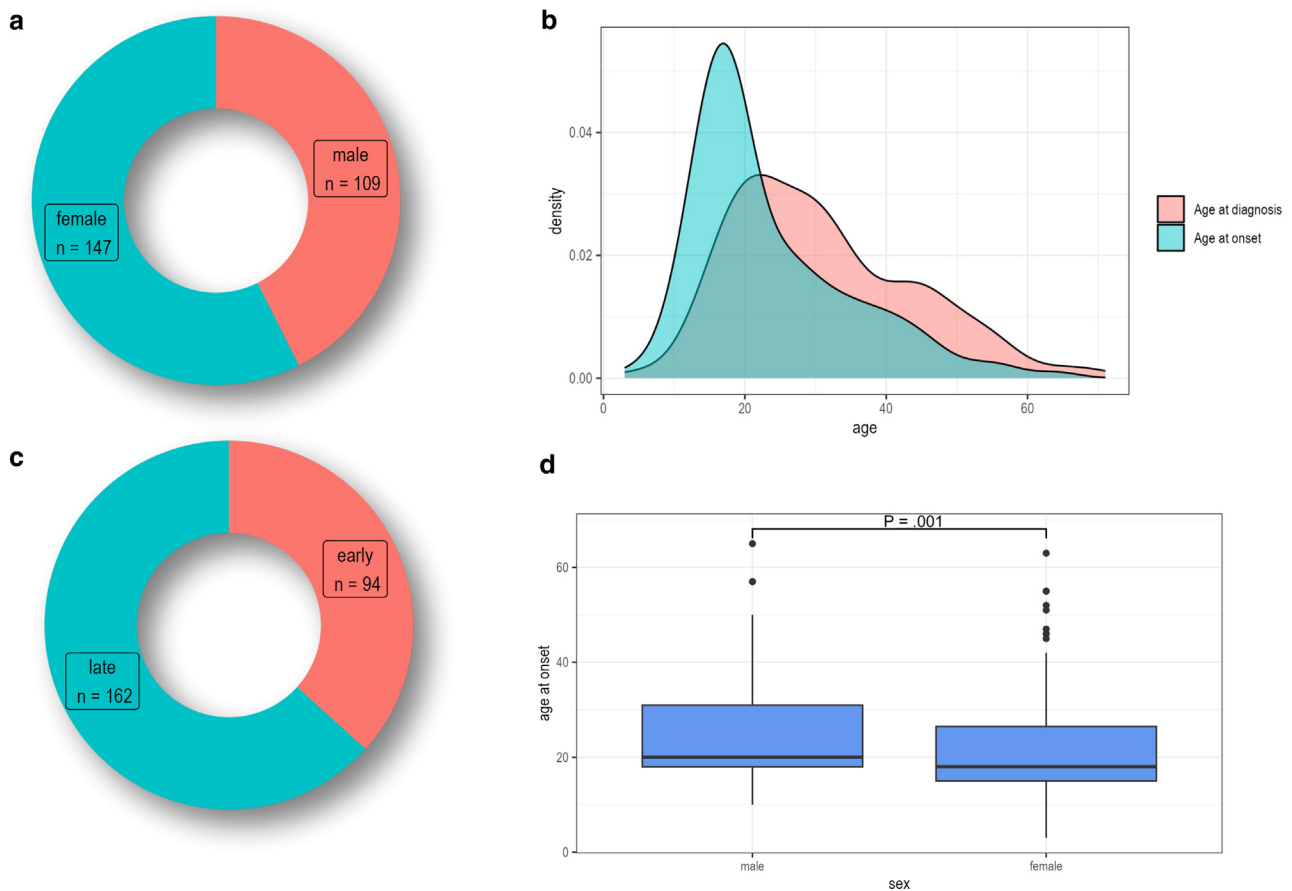 a
male
n = 109
female
n = 147
b
0.04
0.02
0.00
density
0
20
40
60
age
Age at diagnosis
Age at onset
c
early
n = 94
late
n = 162
d
P = .001
60
40
20
0
age at onset
male
female
sex